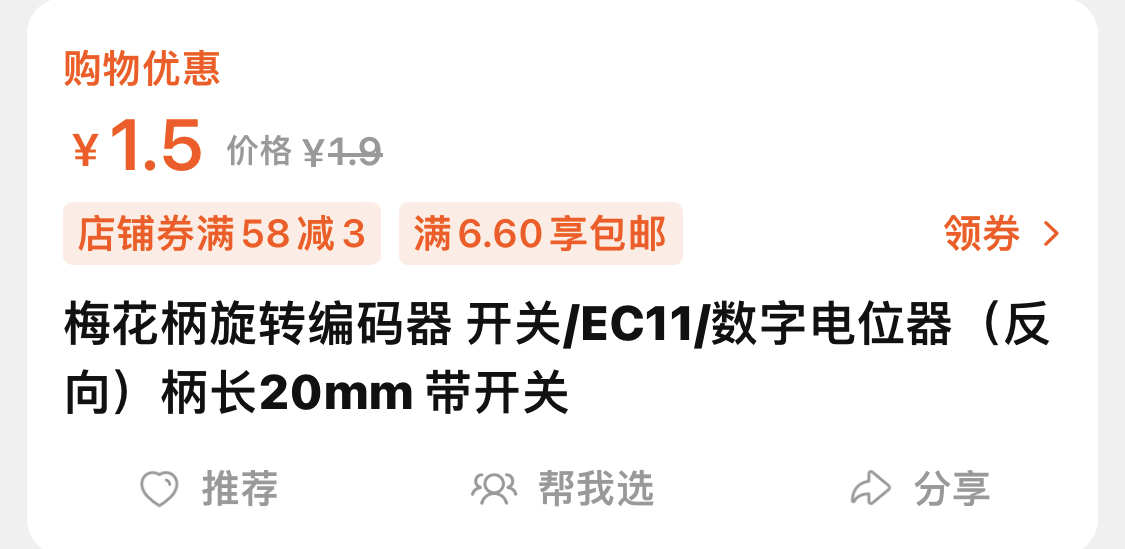 购物优惠
¥1.5 价格 ¥1.9
店铺券满58减3 满6.60享包邮 领券 >
梅花柄旋转编码器 开关/EC11/数字电位器（反
向）柄长20mm 带开关
推荐 帮我选 分享